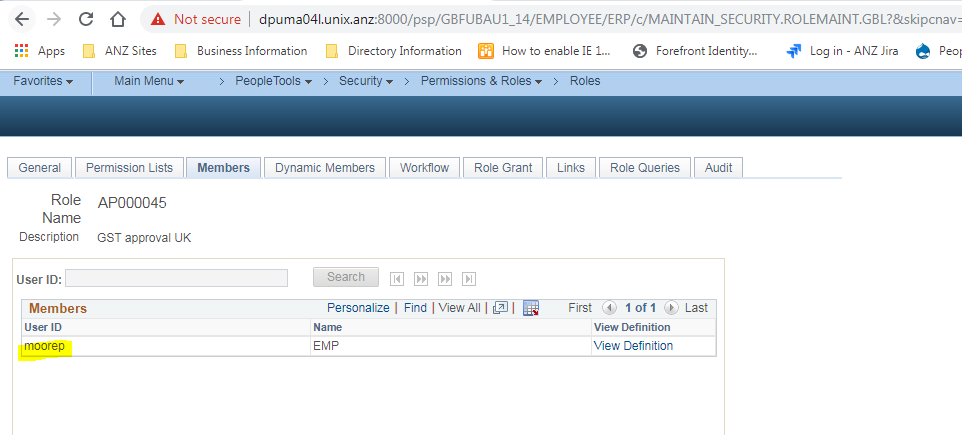 Not secure | dpuma04l.unix.anz:8000/psp/GBFUBAU1_14/EMPLOYEE/ERP/c/MAINTAIN_SECURITY.ROLEMAINT.GBL?&skipcnav=
Apps ANZ Sites Business Information Directory Information How to enable IE 1... Forefront Identity... Log in - ANZ Jira Peop
Favorites Main Menu > PeopleTools > Security > Permissions & Roles > Roles
General Permission Lists Members Dynamic Members Workflow Role Grant Links Role Queries Audit
Role Name AP000045
Description GST approval UK
User ID: Search
Members Personalize | Find | View All | | First 1 of 1 Last
User ID Name View Definition
moorep EMP View Definition